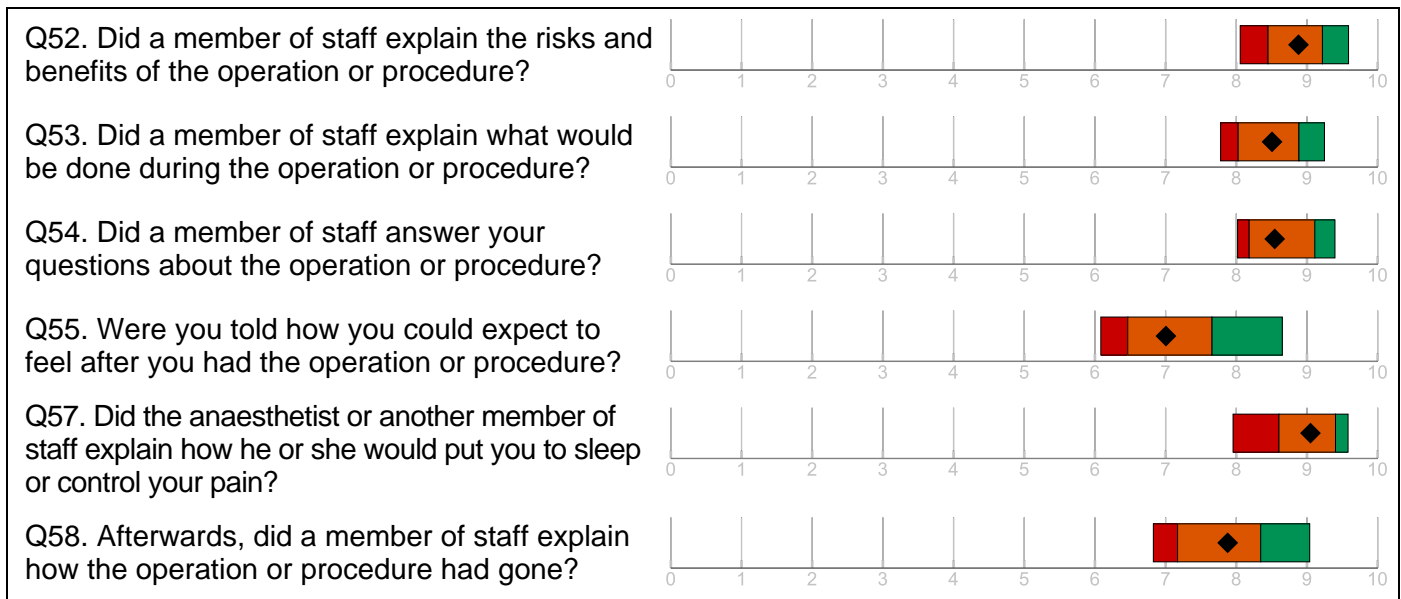 Q52. Did a member of staff explain the risks and
benefits of the operation or procedure?
0 1 2 3 4 5 6 7 8 9 10
Q53. Did a member of staff explain what would
be done during the operation or procedure?
0 1 2 3 4 5 6 7 8 9 10
Q54. Did a member of staff answer your
questions about the operation or procedure?
0 1 2 3 4 5 6 7 8 9 10
Q55. Were you told how you could expect to
feel after you had the operation or procedure?
0 1 2 3 4 5 6 7 8 9 10
Q57. Did the anaesthetist or another member of
staff explain how he or she would put you to sleep
or control your pain?
0 1 2 3 4 5 6 7 8 9 10
Q58. Afterwards, did a member of staff explain
how the operation or procedure had gone?
0 1 2 3 4 5 6 7 8 9 10